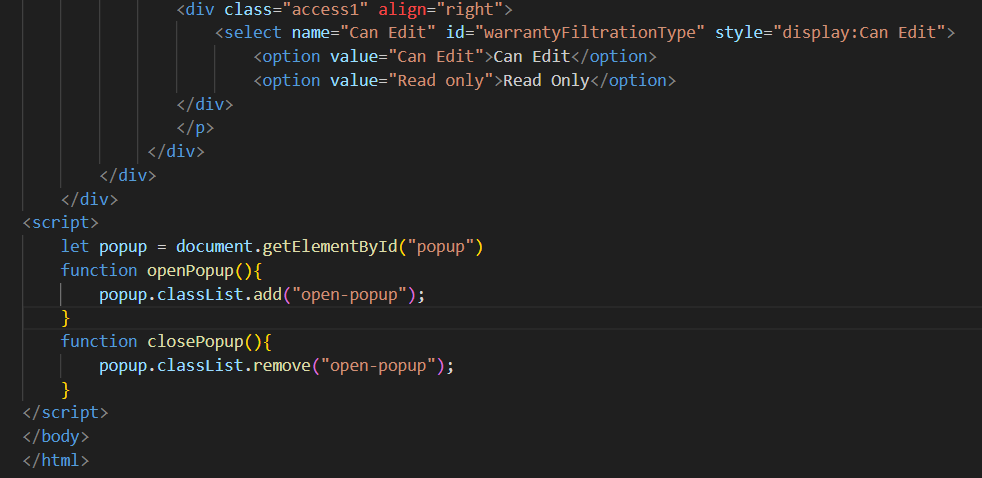 <div class="access1" align="right">
<select name="Can Edit" id="warrantyFiltrationType" style="display:Can Edit">
<option value="Can Edit">Can Edit</option>
<option value="Read only">Read Only</option>
</div>
</p>
</div>
</div>
</div>
<script>
let popup = document.getElementById("popup")
function openPopup(){
popup.classList.add("open-popup");
}
function closePopup(){
popup.classList.remove("open-popup");
}
</script>
</body>
</html>